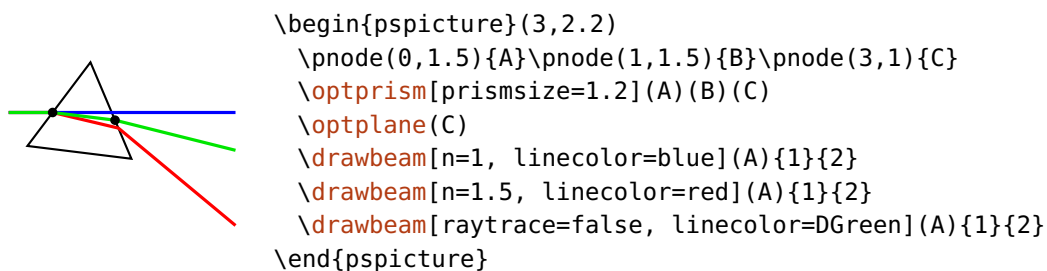 \begin{pspicture}(3,2.2)
\pnode(0,1.5){A}\pnode(1,1.5){B}\pnode(3,1){C}
\optprism[prismsize=1.2](A)(B)(C)
\optplane(C)
\drawbeam[n=1, linecolor=blue](A){1}{2}
\drawbeam[n=1.5, linecolor=red](A){1}{2}
\drawbeam[raytrace=false, linecolor=DGreen](A){1}{2}
\end{pspicture}